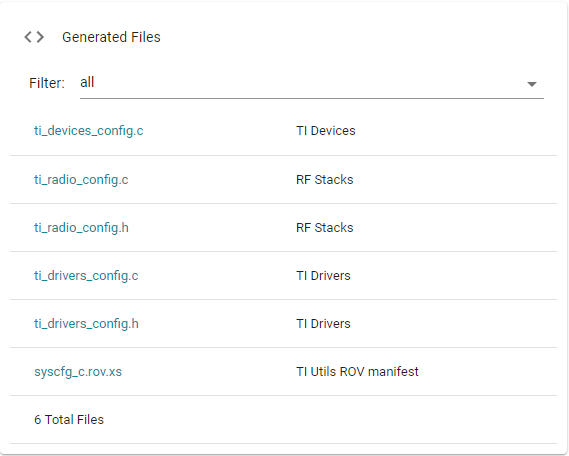 Generated Files
Filter: all
ti_devices_config.c TI Devices
ti_radio_config.c RF Stacks
ti_radio_config.h RF Stacks
ti_drivers_config.c TI Drivers
ti_drivers_config.h TI Drivers
syscfg_c.rov.xs TI Utils ROV manifest
6 Total Files